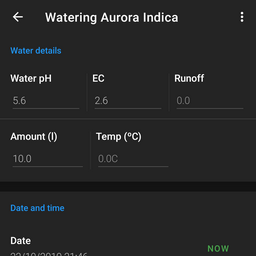 Watering Aurora Indica
Water details
Water pH EC Runoff
5.6 2.6 0.0
Amount (l) Temp (ºC)
10.0 0.0C
Date and time
Date
NOW